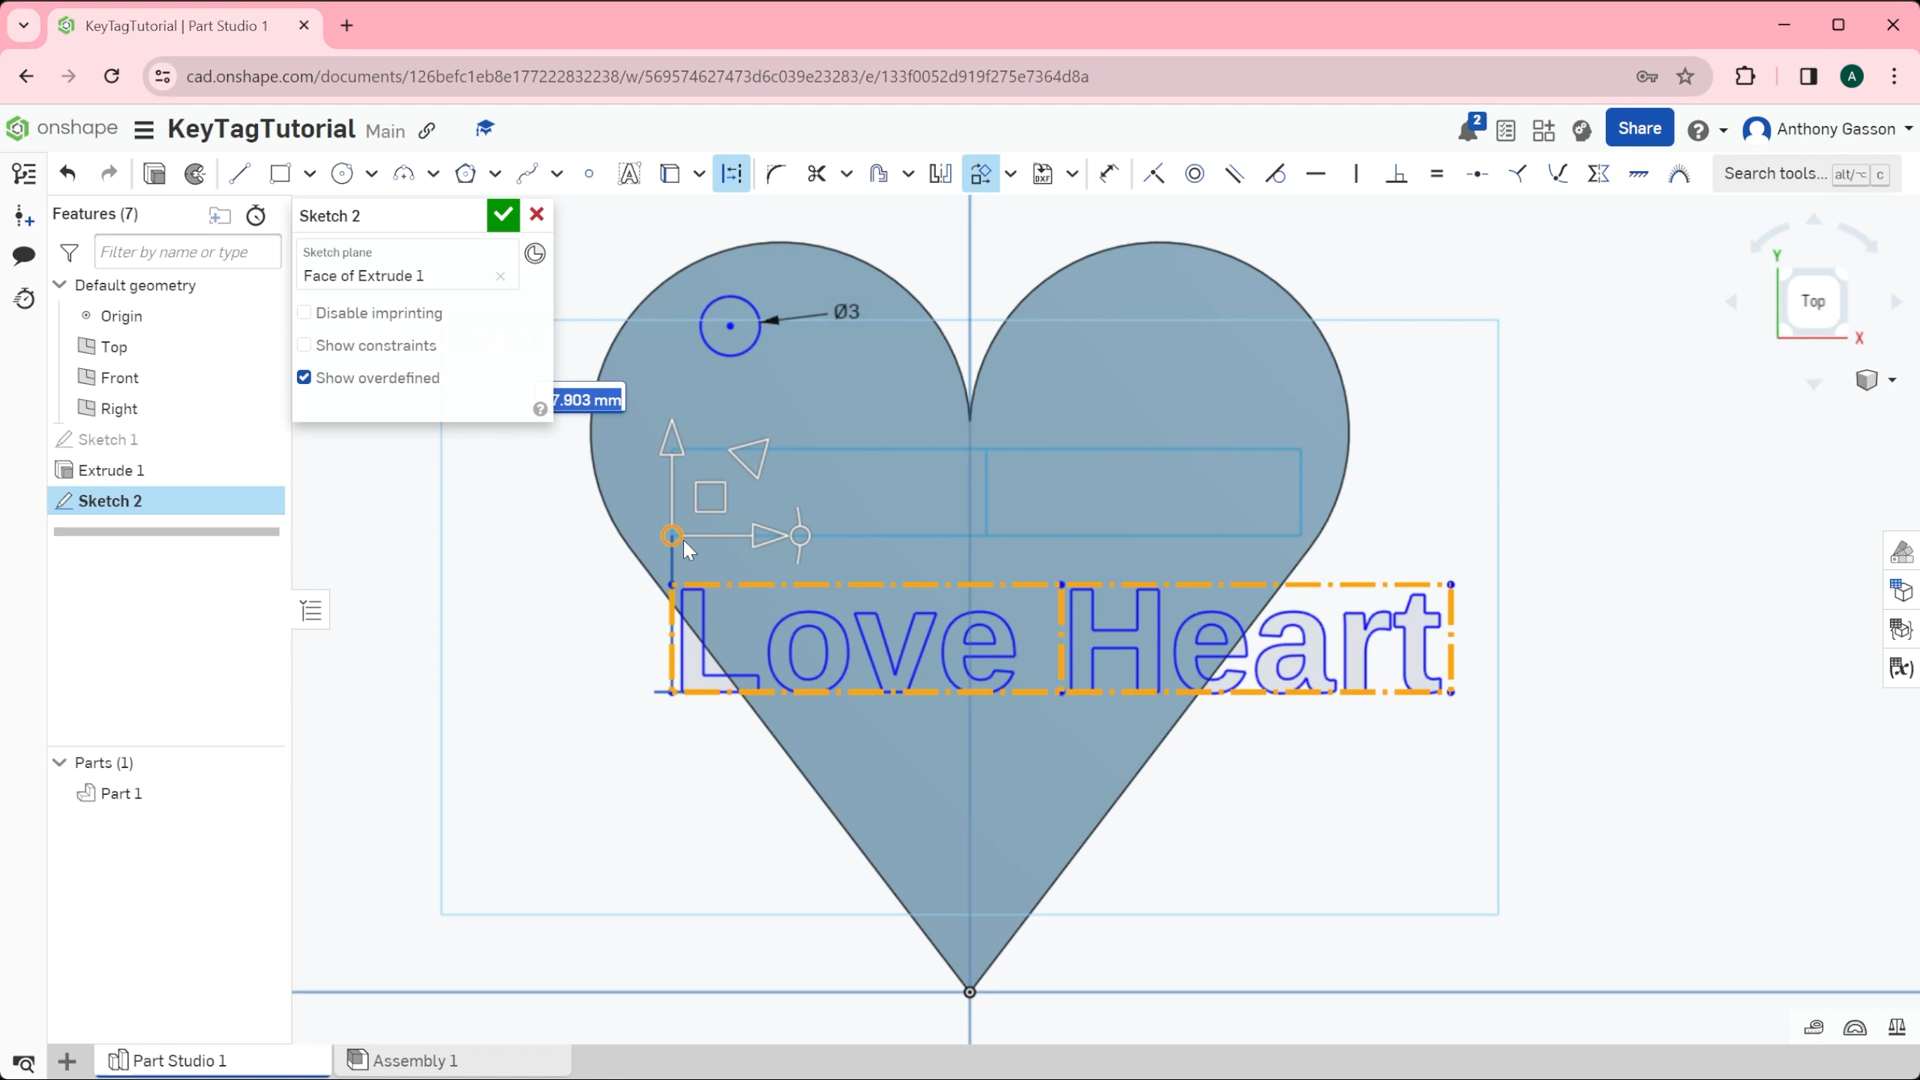 KeyTagTutorial | Part Studio 1
cad.onshape.com/documents/126befc1eb8e177222832238/w/569574627473d6c039e23283/e/133f0052d919f275e7364d8a
A
onshape
KeyTagTutorial Main
2
Share
Anthony Gasson
DXF
Search tools... alt/⌥ c
Features (7)
Filter by name or type
Default geometry
Origin
Top
Front
Right
Sketch 1
Extrude 1
Sketch 2
Sketch 2
Sketch plane
Face of Extrude 1
Disable imprinting
Show constraints
Show overdefined
7.903 mm
Ø3
Love Heart
Y
Top
X
Parts (1)
Part 1
Part Studio 1
Assembly 1